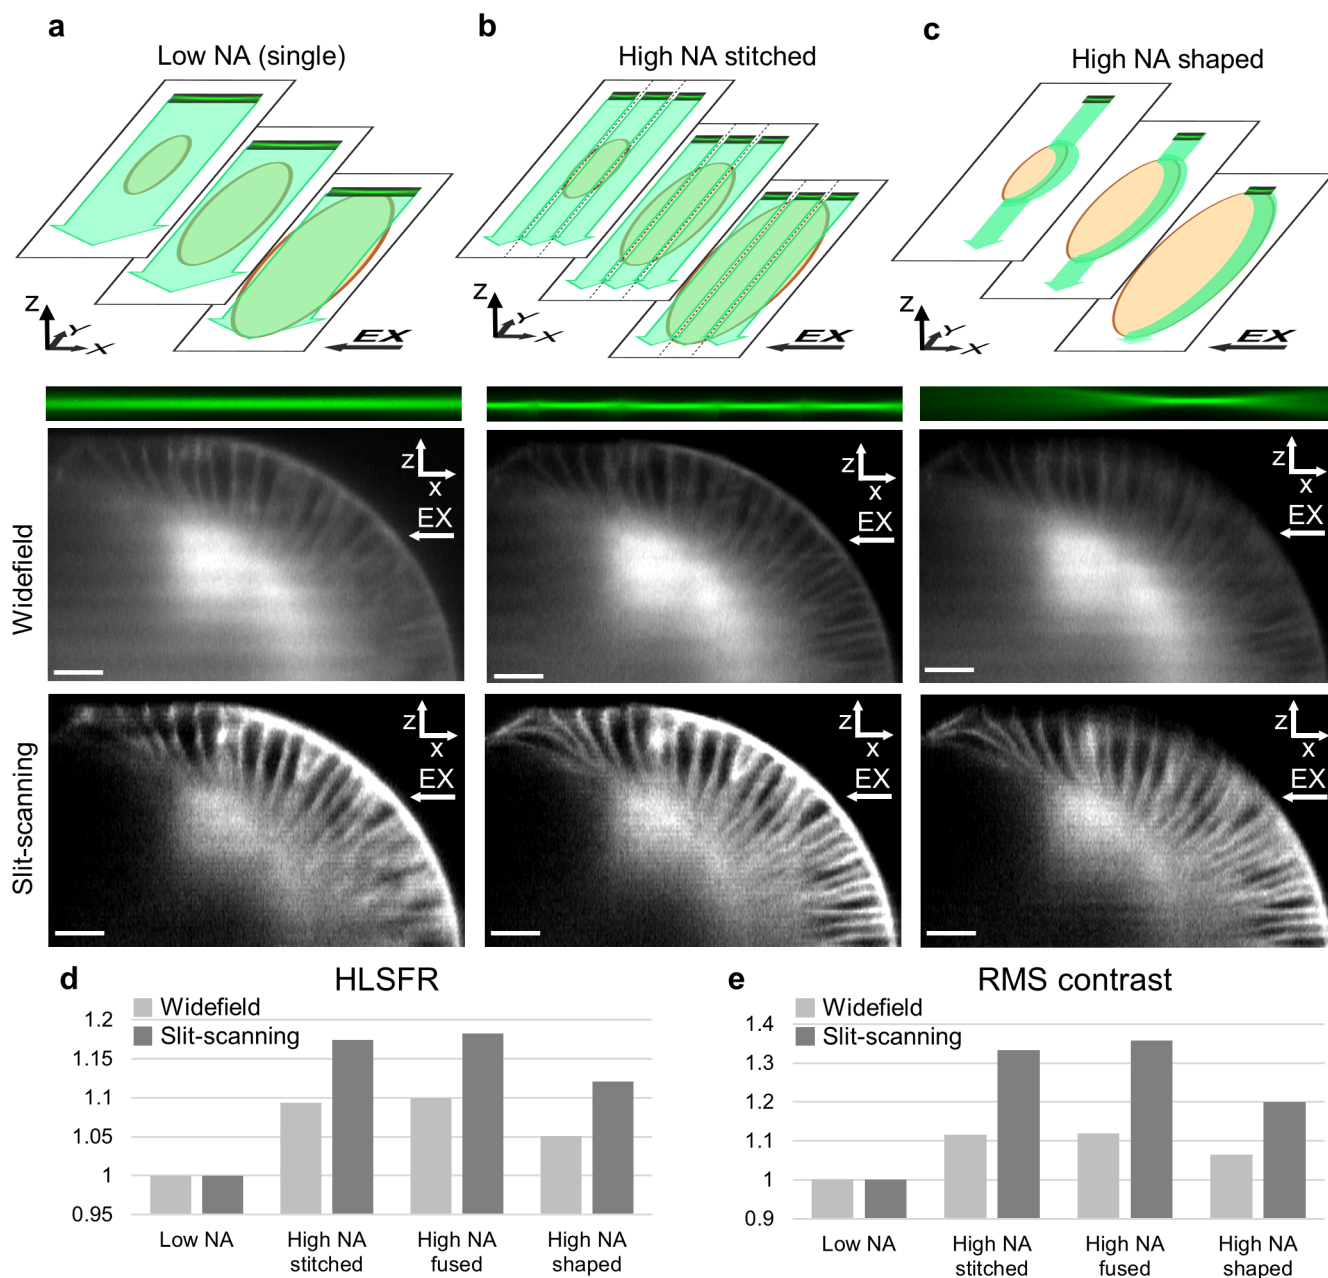 a
Low NA (single)
b
High NA stitched
c
High NA shaped
Z
Y
X
EX
Z
Y
X
EX
Z
Y
X
EX
Widefield
z
x
EX
z
x
EX
z
x
EX
Slit-scanning
z
x
EX
z
x
EX
z
x
EX
d
HLSFR
Widefield
Slit-scanning
1.2
1.15
1.1
1.05
1
0.95
Low NA
High NA
stitched
High NA
fused
High NA
shaped
e
RMS contrast
Widefield
Slit-scanning
1.4
1.3
1.2
1.1
1
0.9
Low NA
High NA
stitched
High NA
fused
High NA
shaped